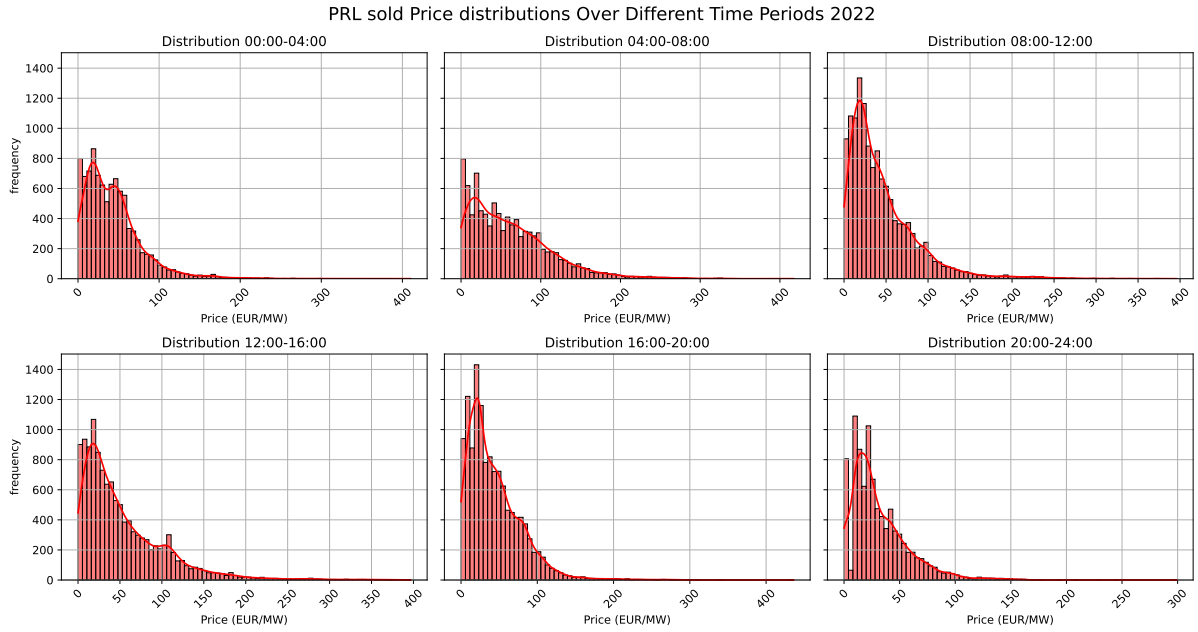 PRL sold Price distributions Over Different Time Periods 2022
Distribution 00:00-04:00
frequency
1400
1200
1000
800
600
400
200
0
0 100 200 300 400
Price (EUR/MW)
Distribution 04:00-08:00
0 100 200 300 400
Price (EUR/MW)
Distribution 08:00-12:00
0 50 100 150 200 250 300 350 400
Price (EUR/MW)
Distribution 12:00-16:00
frequency
1400
1200
1000
800
600
400
200
0
0 50 100 150 200 250 300 350 400
Price (EUR/MW)
Distribution 16:00-20:00
0 100 200 300 400
Price (EUR/MW)
Distribution 20:00-24:00
0 50 100 150 200 250 300
Price (EUR/MW)